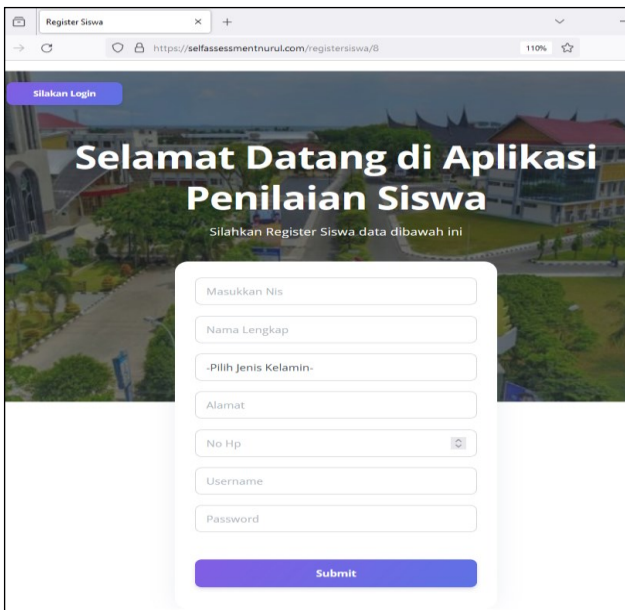 Register Siswa
https://selfassessmentnurul.com/registersiswa/8
110%
Silakan Login
Selamat Datang di Aplikasi
Penilaian Siswa
Silahkan Register Siswa data dibawah ini
Masukkan Nis
Nama Lengkap
-Pilih Jenis Kelamin-
Alamat
No Hp
Username
Password
Submit